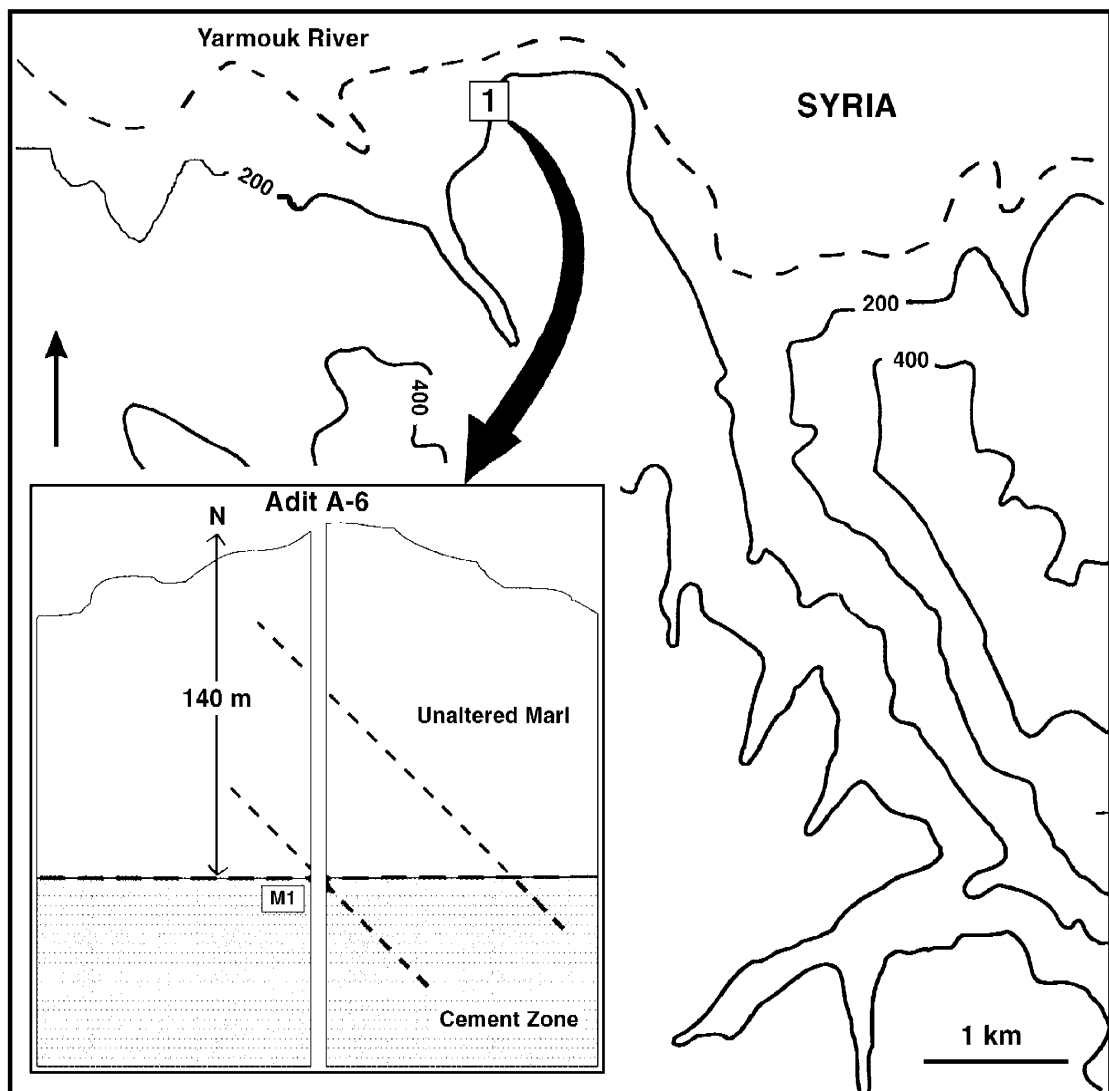 Yarmouk River
1
SYRIA
200
200
400
400
Adit A-6
N
140 m
Unaltered Marl
M1
Cement Zone
1 km